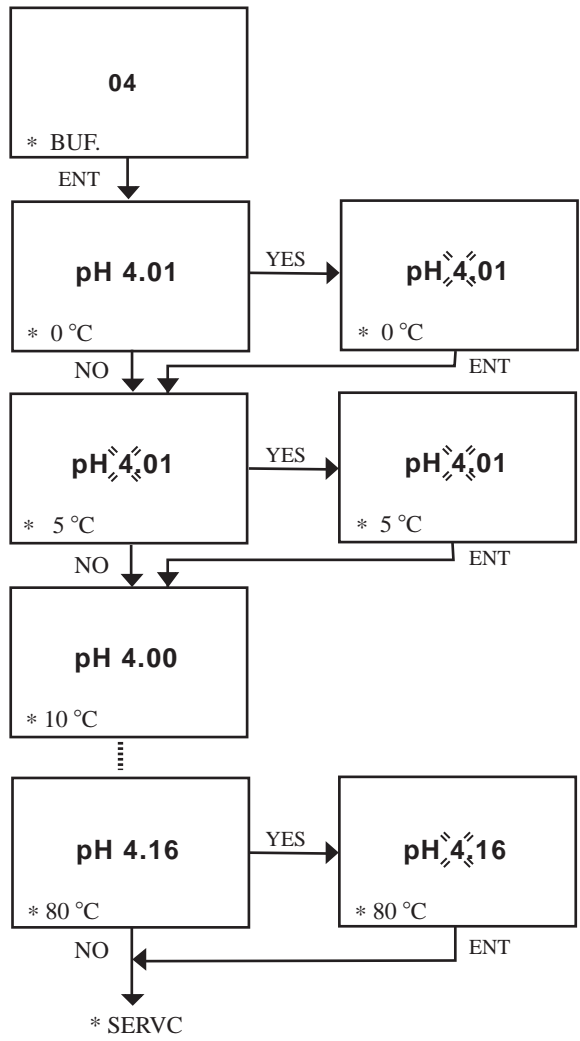 04
* BUF.
ENT
pH 4.01
* 0 °C
YES
pH 4.01
* 0 °C
NO
ENT
pH 4.01
* 5 °C
YES
pH 4.01
* 5 °C
NO
ENT
pH 4.00
* 10 °C
pH 4.16
* 80 °C
YES
pH 4.16
* 80 °C
NO
ENT
* SERVC